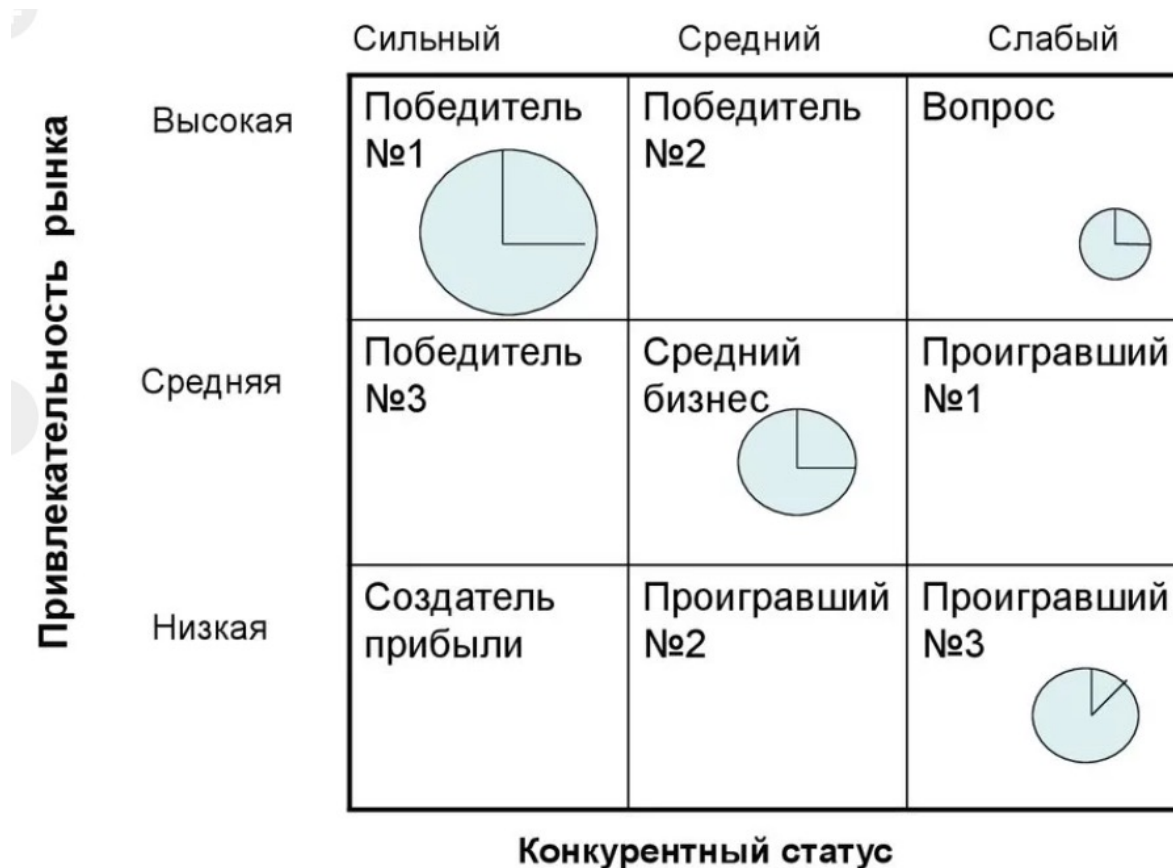 Сильный Средний Слабый
Привлекательность рынка
Высокая
Победитель
№1
Победитель
№2
Вопрос
Средняя
Победитель
№3
Средний
бизнес
Проигравший
№1
Низкая
Создатель
прибыли
Проигравший
№2
Проигравший
№3
Конкурентный статус